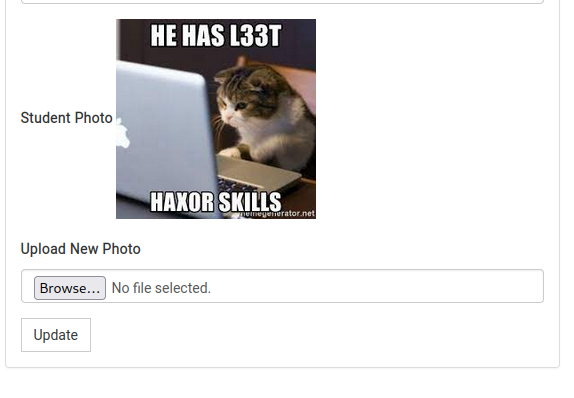 HE HAS L33T
Student Photo
HAXOR SKILLS
memegenerator.net
Upload New Photo
Browse... No file selected.
Update